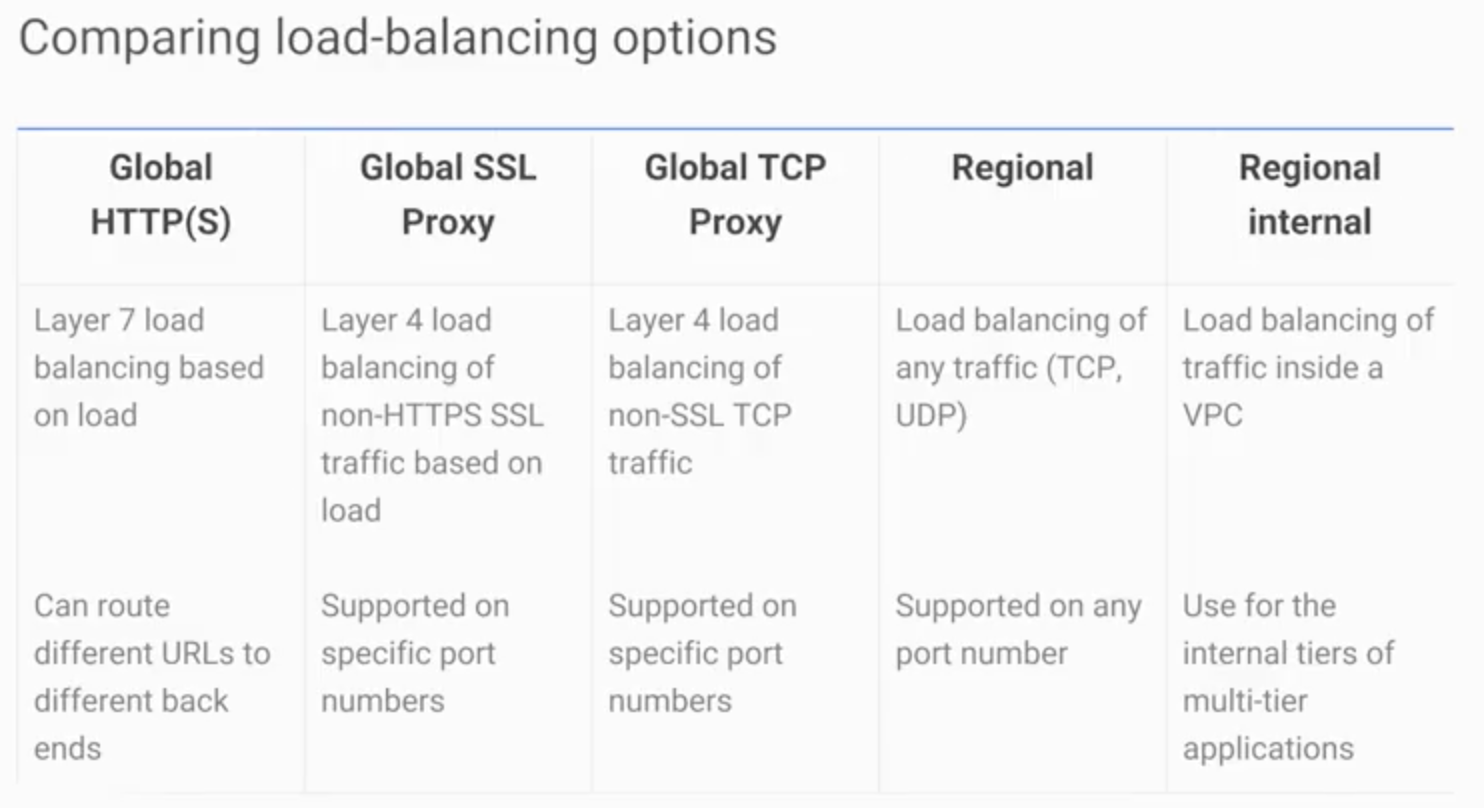 Comparing load-balancing options
Global
HTTP(S)
Global SSL
Proxy
Global TCP
Proxy
Regional
Regional
internal
Layer 7 load
balancing based
on load
Layer 4 load
balancing of
non-HTTPS SSL
traffic based on
load
Layer 4 load
balancing of
non-SSL TCP
traffic
Load balancing of
any traffic (TCP,
UDP)
Load balancing of
traffic inside a
VPC
Can route
different URLs to
different back
ends
Supported on
specific port
numbers
Supported on
specific port
numbers
Supported on any
port number
Use for the
internal tiers of
multi-tier
applications